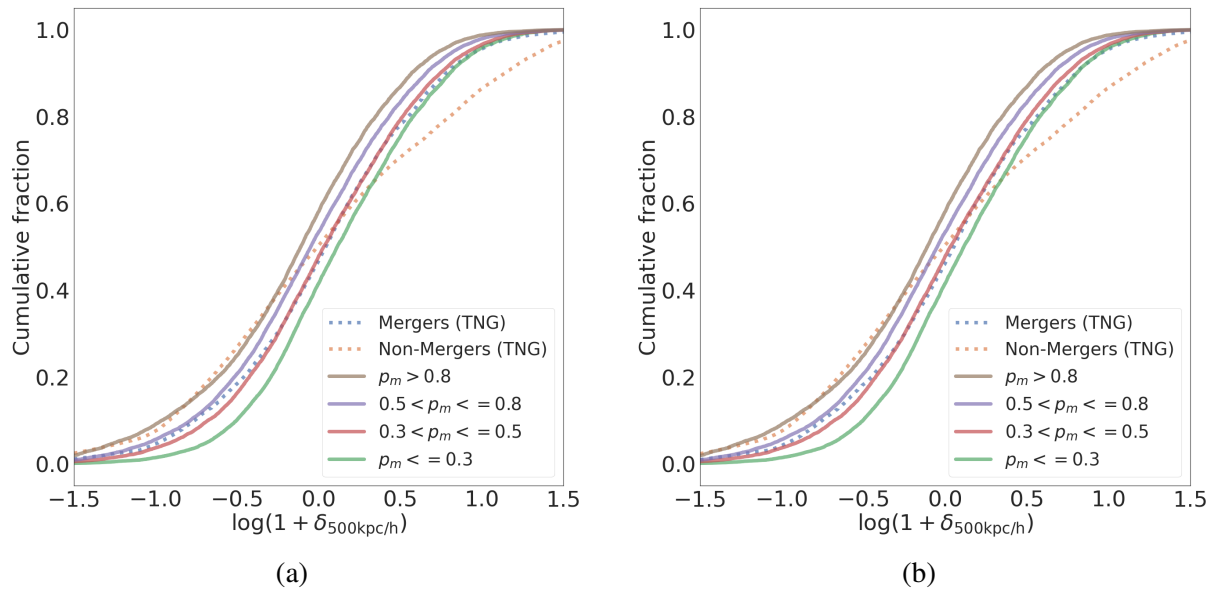 1.0
0.8
0.6
0.4
0.2
0.0
Cumulative fraction
Mergers (TNG)
Non-Mergers (TNG)
p_m > 0.8
0.5 < p_m <= 0.8
0.3 < p_m <= 0.5
p_m <= 0.3
−1.5 −1.0 −0.5 0.0 0.5 1.0 1.5
log(1 + δ_500kpc/h)
(a)
1.0
0.8
0.6
0.4
0.2
0.0
Cumulative fraction
Mergers (TNG)
Non-Mergers (TNG)
p_m > 0.8
0.5 < p_m <= 0.8
0.3 < p_m <= 0.5
p_m <= 0.3
−1.5 −1.0 −0.5 0.0 0.5 1.0 1.5
log(1 + δ_500kpc/h)
(b)